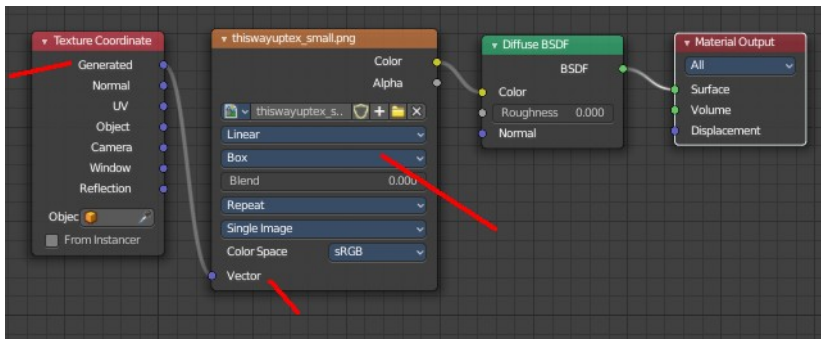 Texture Coordinate
Generated
Normal
UV
Object
Camera
Window
Reflection
Objec
From Instancer
thiswayuptex_small.png
Color
Alpha
thiswayuptex_s..
Linear
Box
Blend 0.000
Repeat
Single Image
Color Space sRGB
Vector
Diffuse BSDF
BSDF
Color
Roughness 0.000
Normal
Material Output
All
Surface
Volume
Displacement